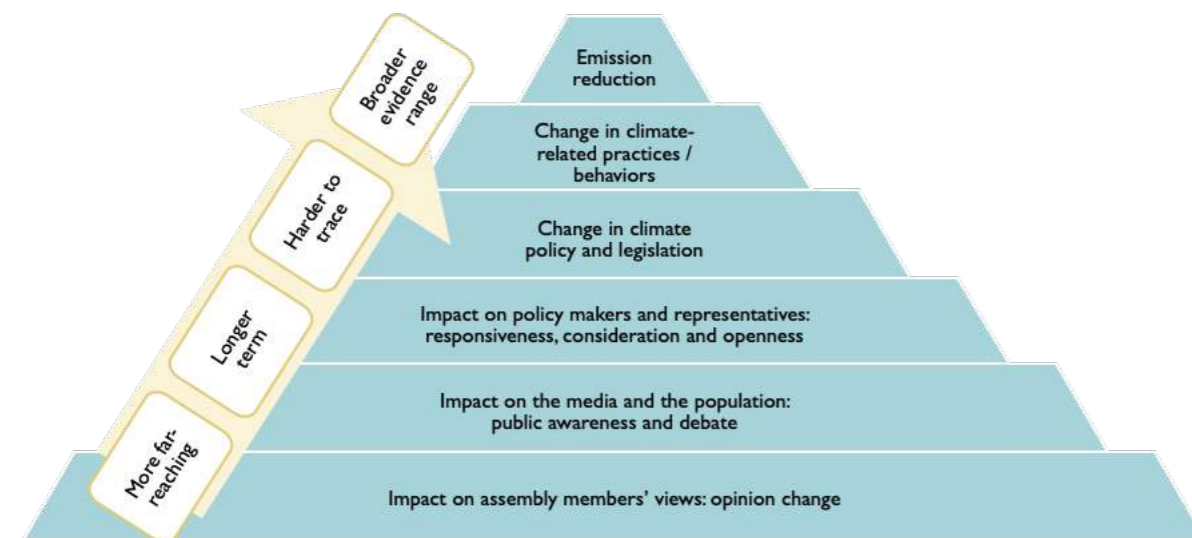 Emission
reduction
Change in climate-
related practices /
behaviors
Change in climate
policy and legislation
Impact on policy makers and representatives:
responsiveness, consideration and openness
Impact on the media and the population:
public awareness and debate
Impact on assembly members’ views: opinion change
Broader
evidence
range
Harder to
trace
Longer
term
More far-
reaching